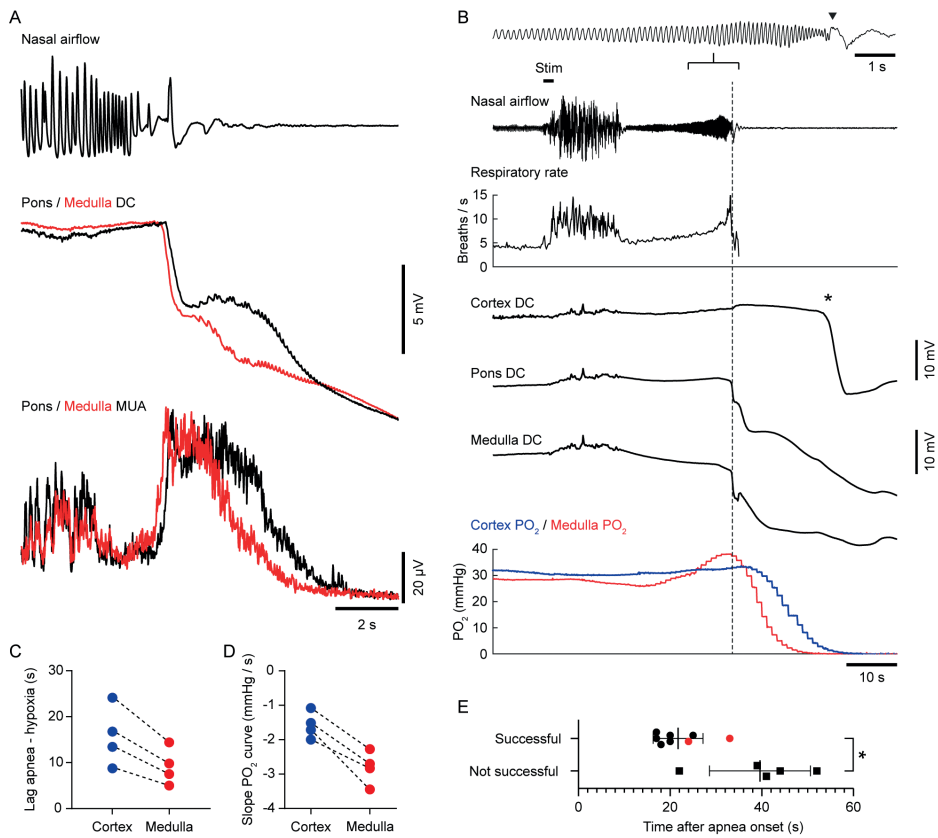 A
Nasal airflow
Pons / Medulla DC
5 mV
Pons / Medulla MUA
20 µV
2 s
B
1 s
Stim
Nasal airflow
Respiratory rate
Breaths / s
15
10
5
0
Cortex DC
*
10 mV
Pons DC
10 mV
Medulla DC
Cortex PO2 / Medulla PO2
PO2 (mmHg)
40
30
20
10
0
10 s
C
Lag apnea - hypoxia (s)
30
20
10
0
Cortex Medulla
D
Slope PO2 curve (mmHg / s)
0
-1
-2
-3
-4
Cortex Medulla
E
Successful
Not successful
*
0 20 40 60
Time after apnea onset (s)